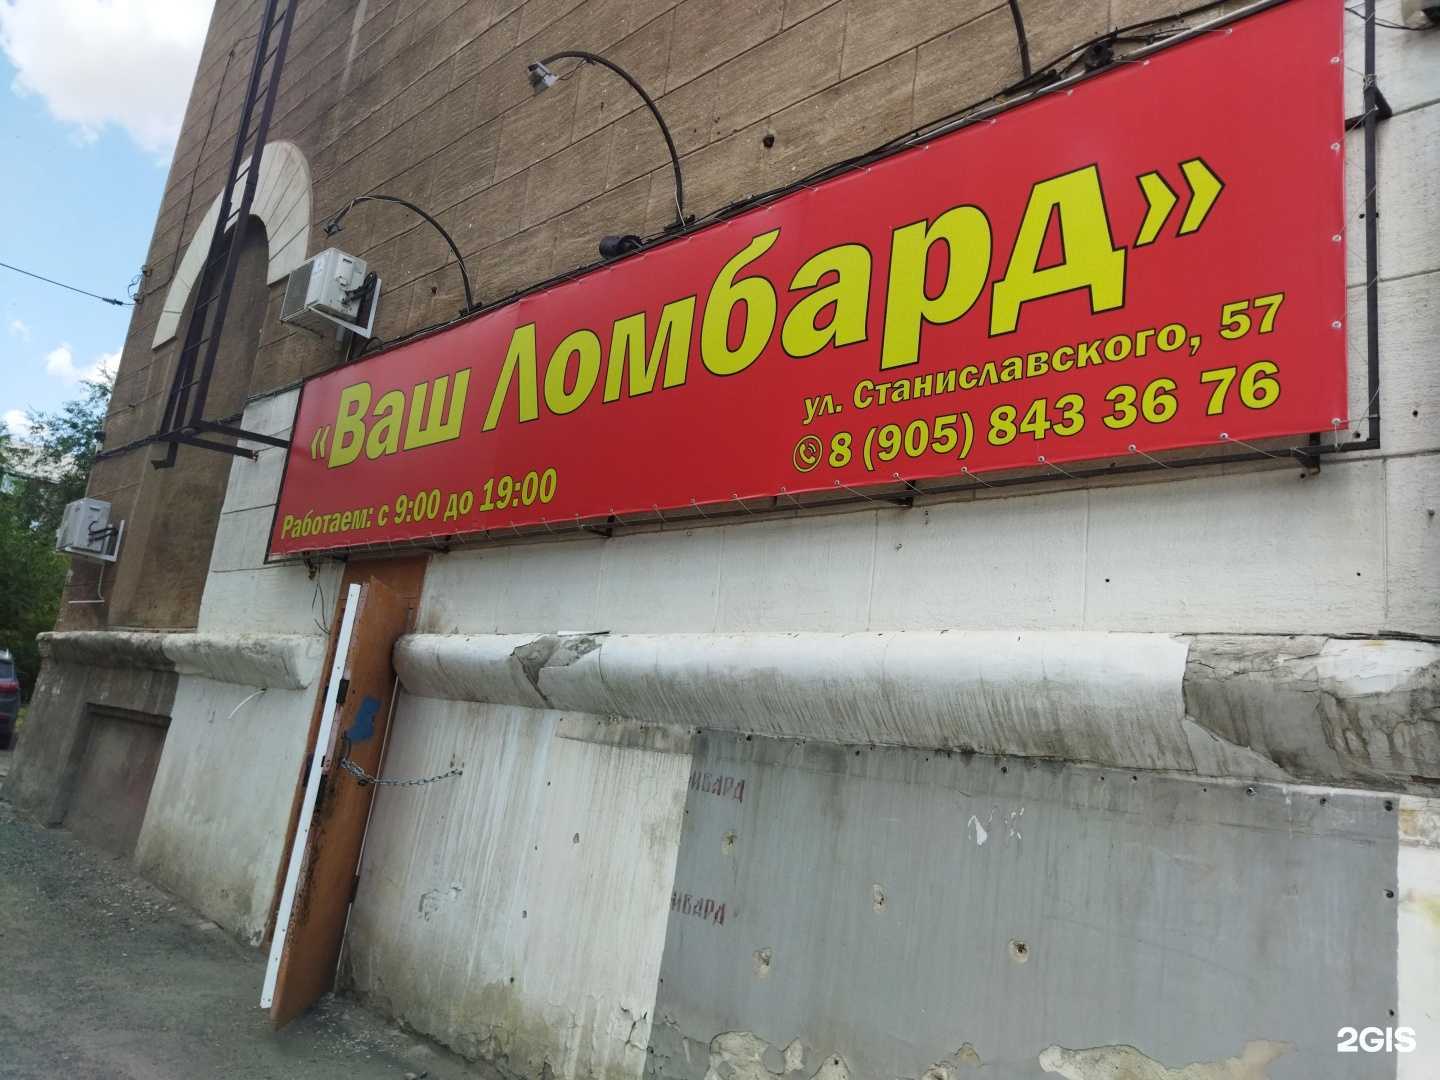 «Ваш Ломбард»
ул. Станиславского, 57
8 (905) 843 36 76
Работаем: с 9:00 до 19:00
2GIS